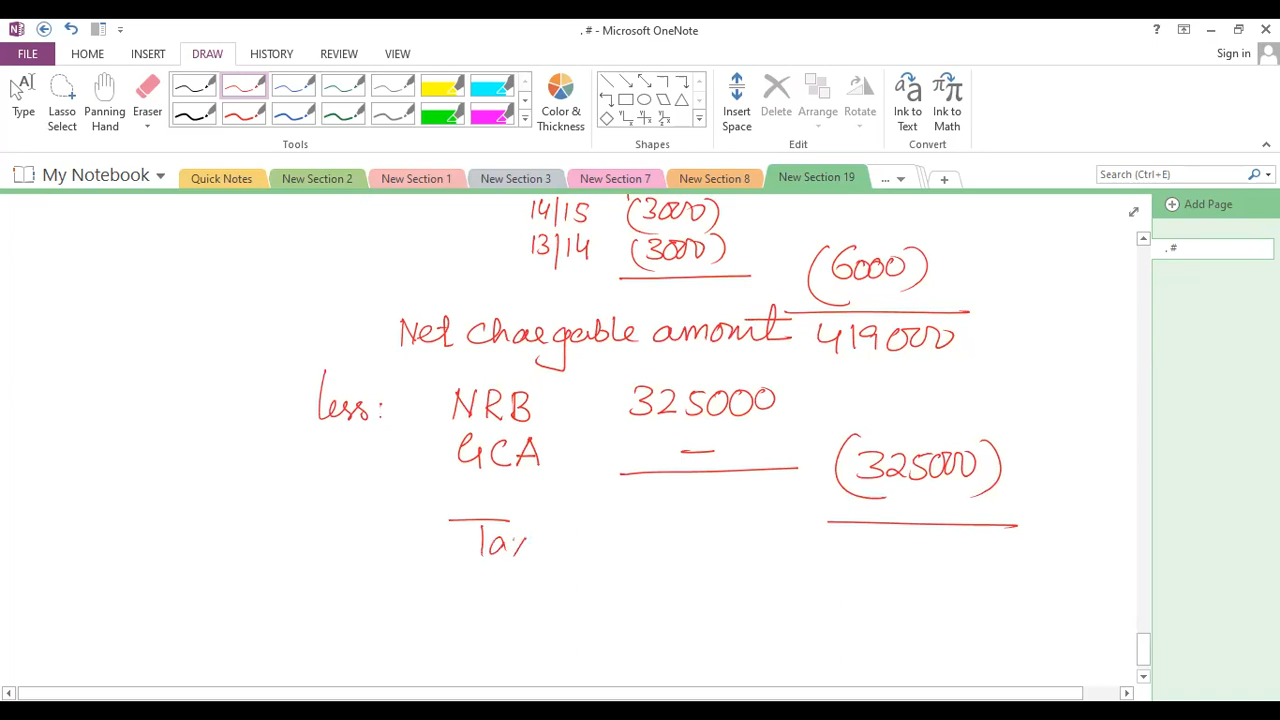 . # - Microsoft OneNote
FILE HOME INSERT DRAW HISTORY REVIEW VIEW Sign in
Type Lasso Select Panning Hand Eraser Color & Thickness Insert Space Delete Arrange Rotate Ink to Text Ink to Math
Tools Shapes Edit Convert
My Notebook Quick Notes New Section 2 New Section 1 New Section 3 New Section 7 New Section 8 New Section 19 ... Search (Ctrl+E)
Add Page
. #
14/15 (3000)
13/14 (3000)
(6000)
Net chargable amount 419000
less: NRB 325000
GCA -
(325000)
Tax